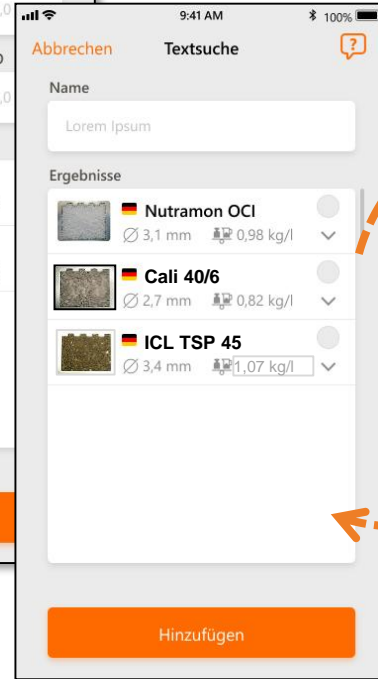 9:41 AM 100%
Abbrechen Textsuche ?
Name
Lorem Ipsum
Ergebnisse
Nutramon OCI
Ø 3,1 mm 0,98 kg/l
Cali 40/6
Ø 2,7 mm 0,82 kg/l
ICL TSP 45
Ø 3,4 mm 1,07 kg/l
Hinzufügen